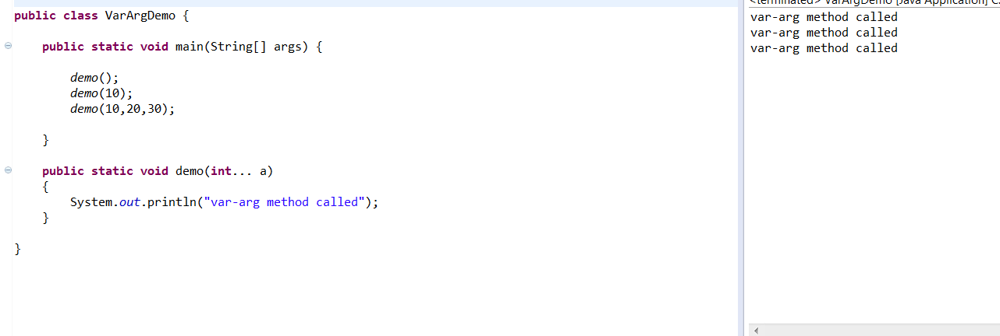 public class VarArgDemo {
public static void main(String[] args) {
demo();
demo(10);
demo(10,20,30);
}
public static void demo(int... a)
{
System.out.println("var-arg method called");
}
}
<terminated> VarArgDemo [Java Application] C:
var-arg method called
var-arg method called
var-arg method called